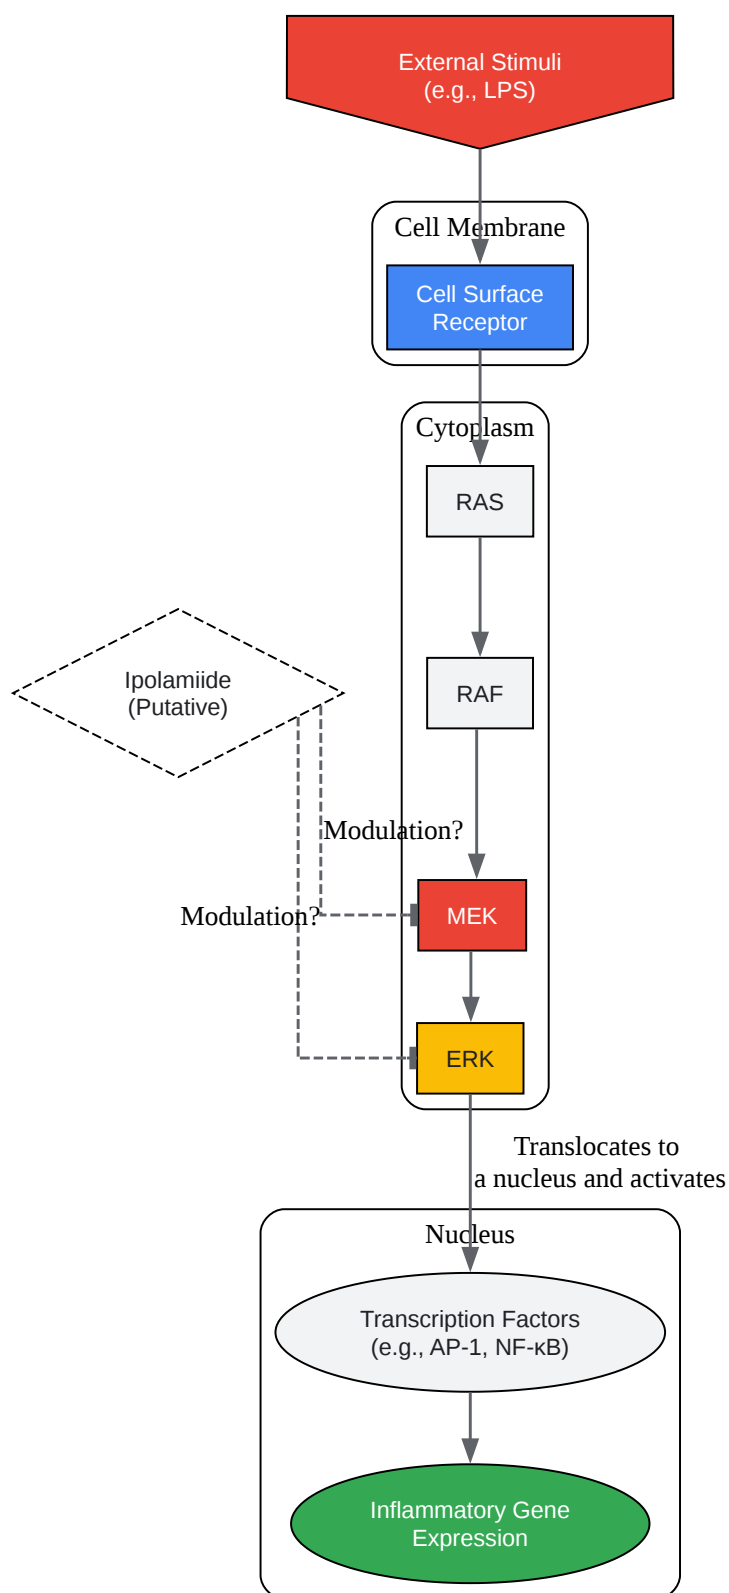 External Stimuli
(e.g., LPS)
Cell Membrane
Cell Surface
Receptor
Cytoplasm
RAS
Ipolamiide
(Putative)
RAF
Modulation?
Modulation?
MEK
ERK
Translocates to
a nucleus and activates
Nucleus
Transcription Factors
(e.g., AP-1, NF-κB)
Inflammatory Gene
Expression